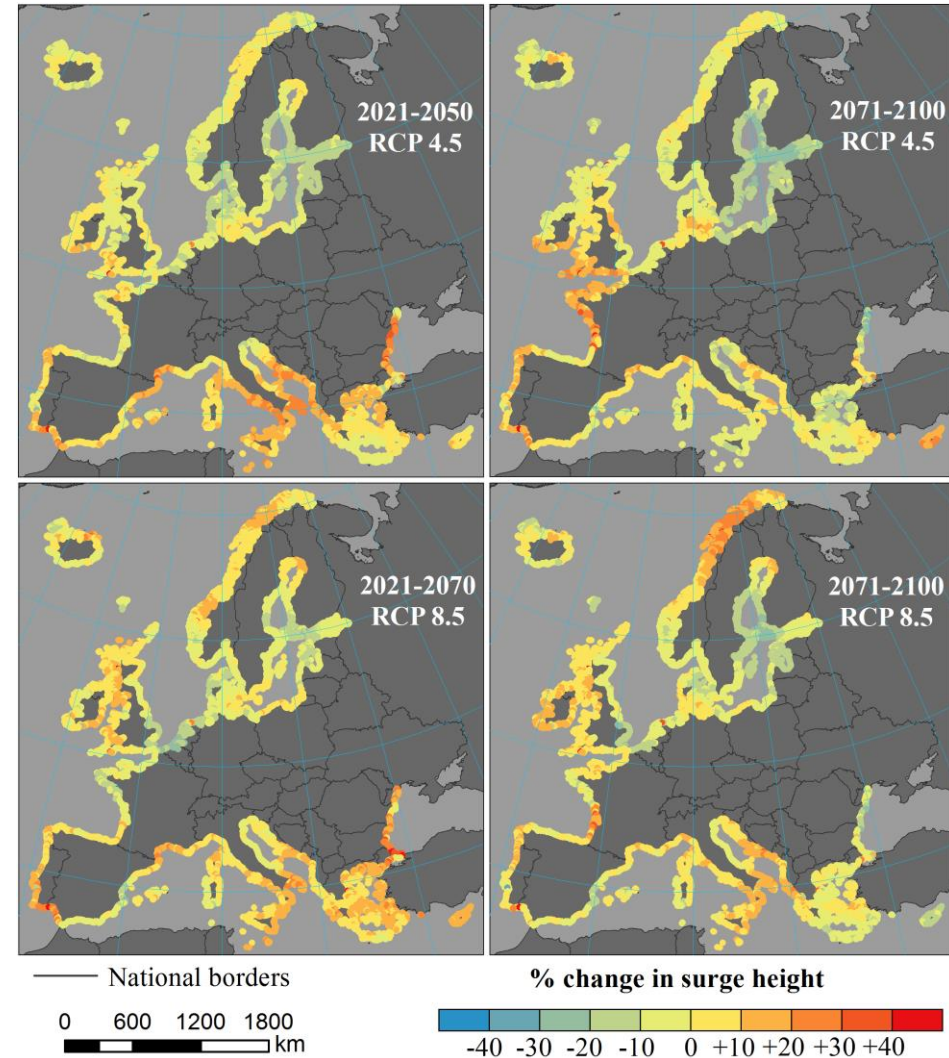 2021-2050
RCP 4.5
2071-2100
RCP 4.5
2021-2070
RCP 8.5
2071-2100
RCP 8.5
National borders
0 600 1200 1800
km
% change in surge height
-40 -30 -20 -10 0 +10 +20 +30 +40